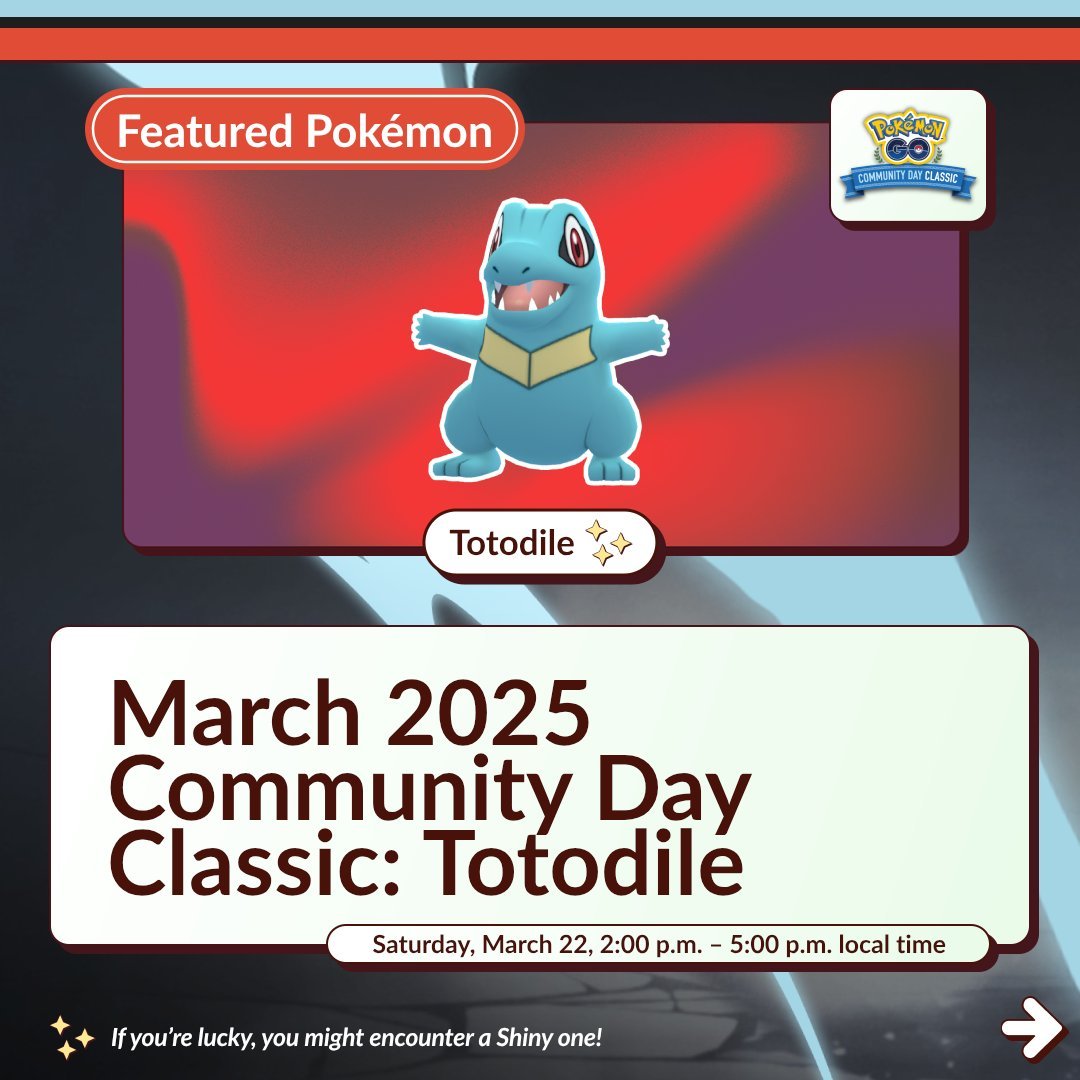 Featured Pokémon
Pokémon
GO
COMMUNITY DAY CLASSIC
Totodile
March 2025
Community Day
Classic: Totodile
Saturday, March 22, 2:00 p.m. – 5:00 p.m. local time
If you’re lucky, you might encounter a Shiny one!